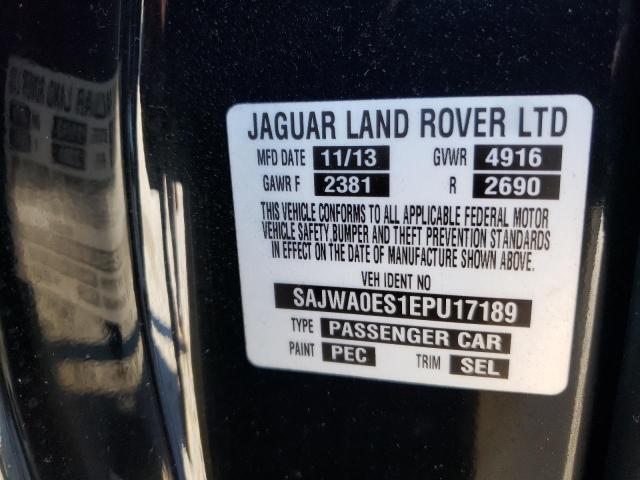 JAGUAR LAND ROVER LTD
MFD DATE 11/13 GVWR 4916
GAWR F 2381 R 2690
THIS VEHICLE CONFORMS TO ALL APPLICABLE FEDERAL MOTOR
VEHICLE SAFETY, BUMPER AND THEFT PREVENTION STANDARDS
IN EFFECT ON THE DATE OF MANUFACTURE SHOWN ABOVE.
VEH IDENT NO
SAJWA0ES1EPU17189
TYPE PASSENGER CAR
PAINT PEC TRIM SEL